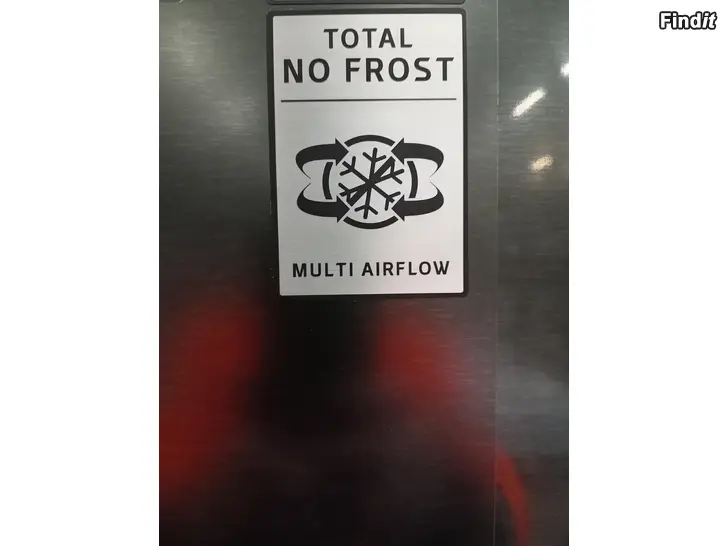 Findit
TOTAL
NO FROST
MULTI AIRFLOW